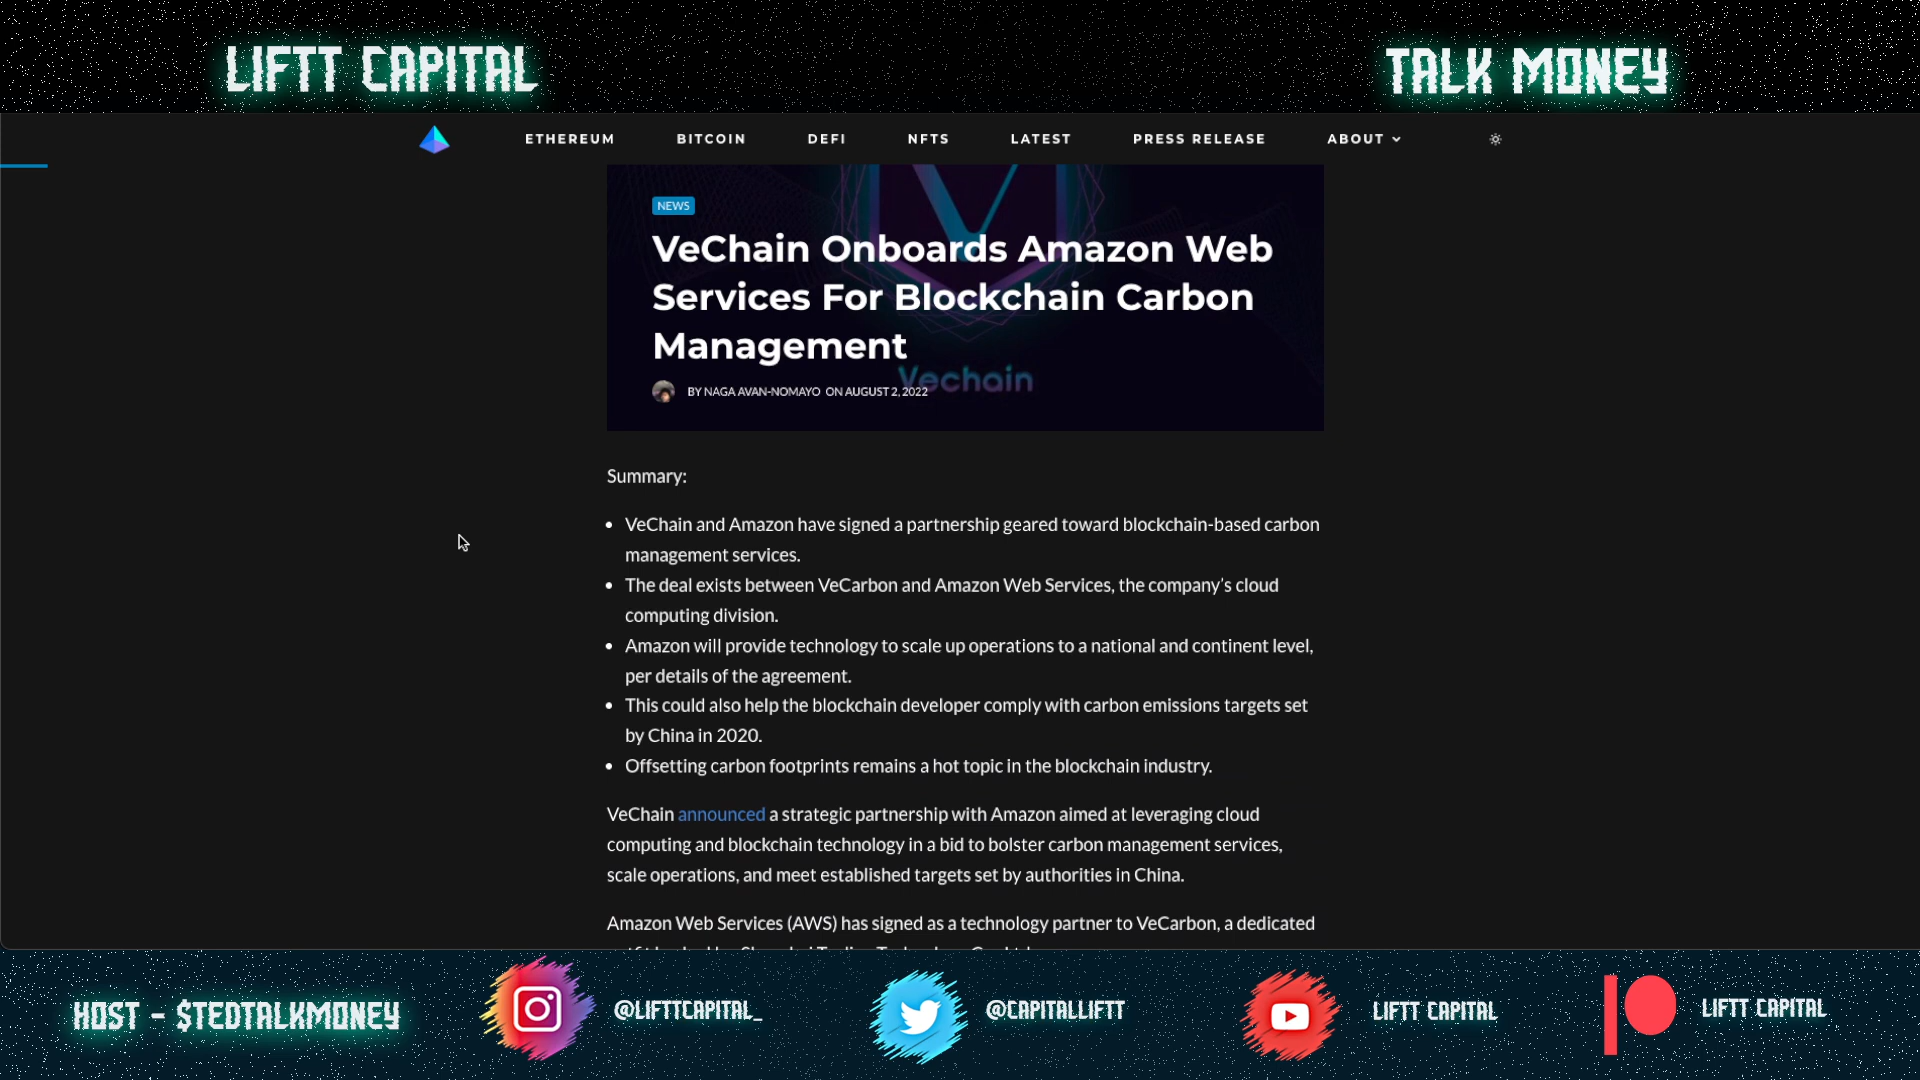 LIFTT CAPITAL
TALK MONEY
ETHEREUM BITCOIN DEFI NFTS LATEST PRESS RELEASE ABOUT
NEWS
VeChain Onboards Amazon Web
Services For Blockchain Carbon
Management
Vechain
BY NAGA AVAN-NOMAYO ON AUGUST 2, 2022
Summary:
• VeChain and Amazon have signed a partnership geared toward blockchain-based carbon
management services.
• The deal exists between VeCarbon and Amazon Web Services, the company’s cloud
computing division.
• Amazon will provide technology to scale up operations to a national and continent level,
per details of the agreement.
• This could also help the blockchain developer comply with carbon emissions targets set
by China in 2020.
• Offsetting carbon footprints remains a hot topic in the blockchain industry.
VeChain announced a strategic partnership with Amazon aimed at leveraging cloud
computing and blockchain technology in a bid to bolster carbon management services,
scale operations, and meet established targets set by authorities in China.
Amazon Web Services (AWS) has signed as a technology partner to VeCarbon, a dedicated
HOST - $TEDTALKMONEY
@LIFTTCAPITAL_
@CAPITALLIFTT
LIFTT CAPITAL
LIFTT CAPITAL